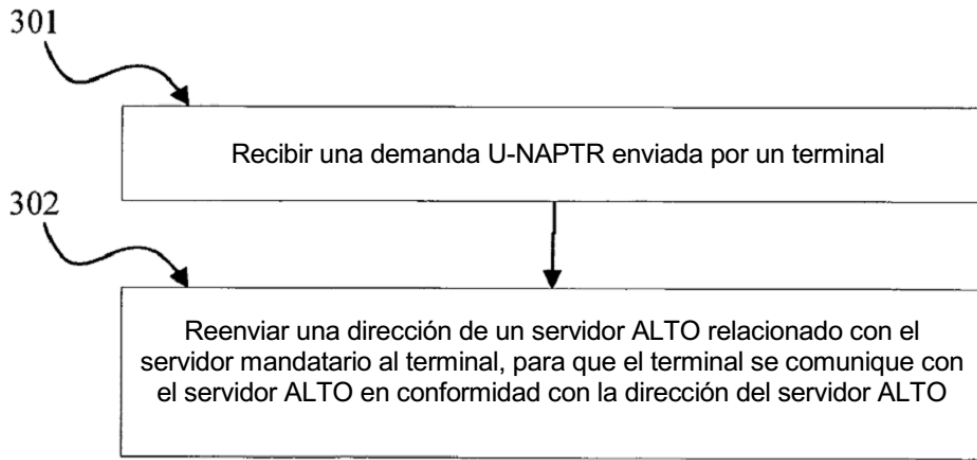 301
Recibir una demanda U-NAPTR enviada por un terminal
302
Reenviar una dirección de un servidor ALTO relacionado con el
servidor mandatario al terminal, para que el terminal se comunique con
el servidor ALTO en conformidad con la dirección del servidor ALTO